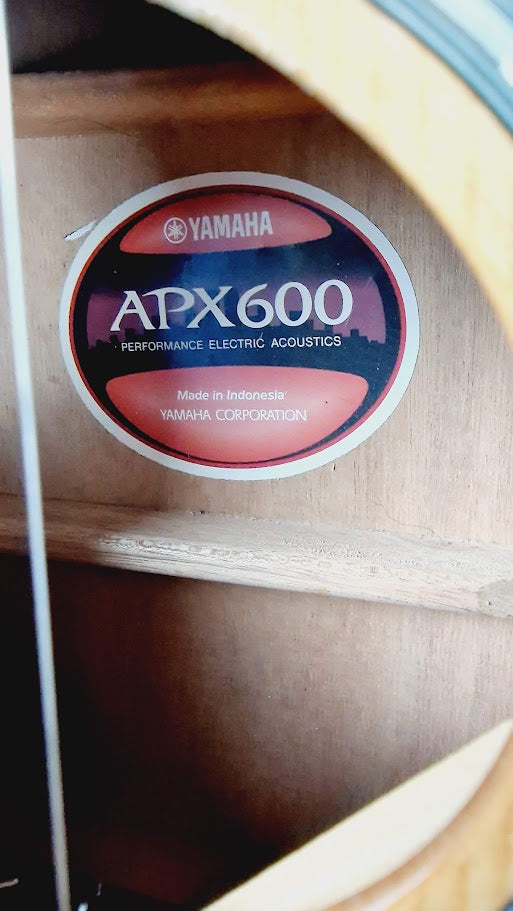 YAMAHA
APX600
PERFORMANCE ELECTRIC ACOUSTICS
Made in Indonesia
YAMAHA CORPORATION